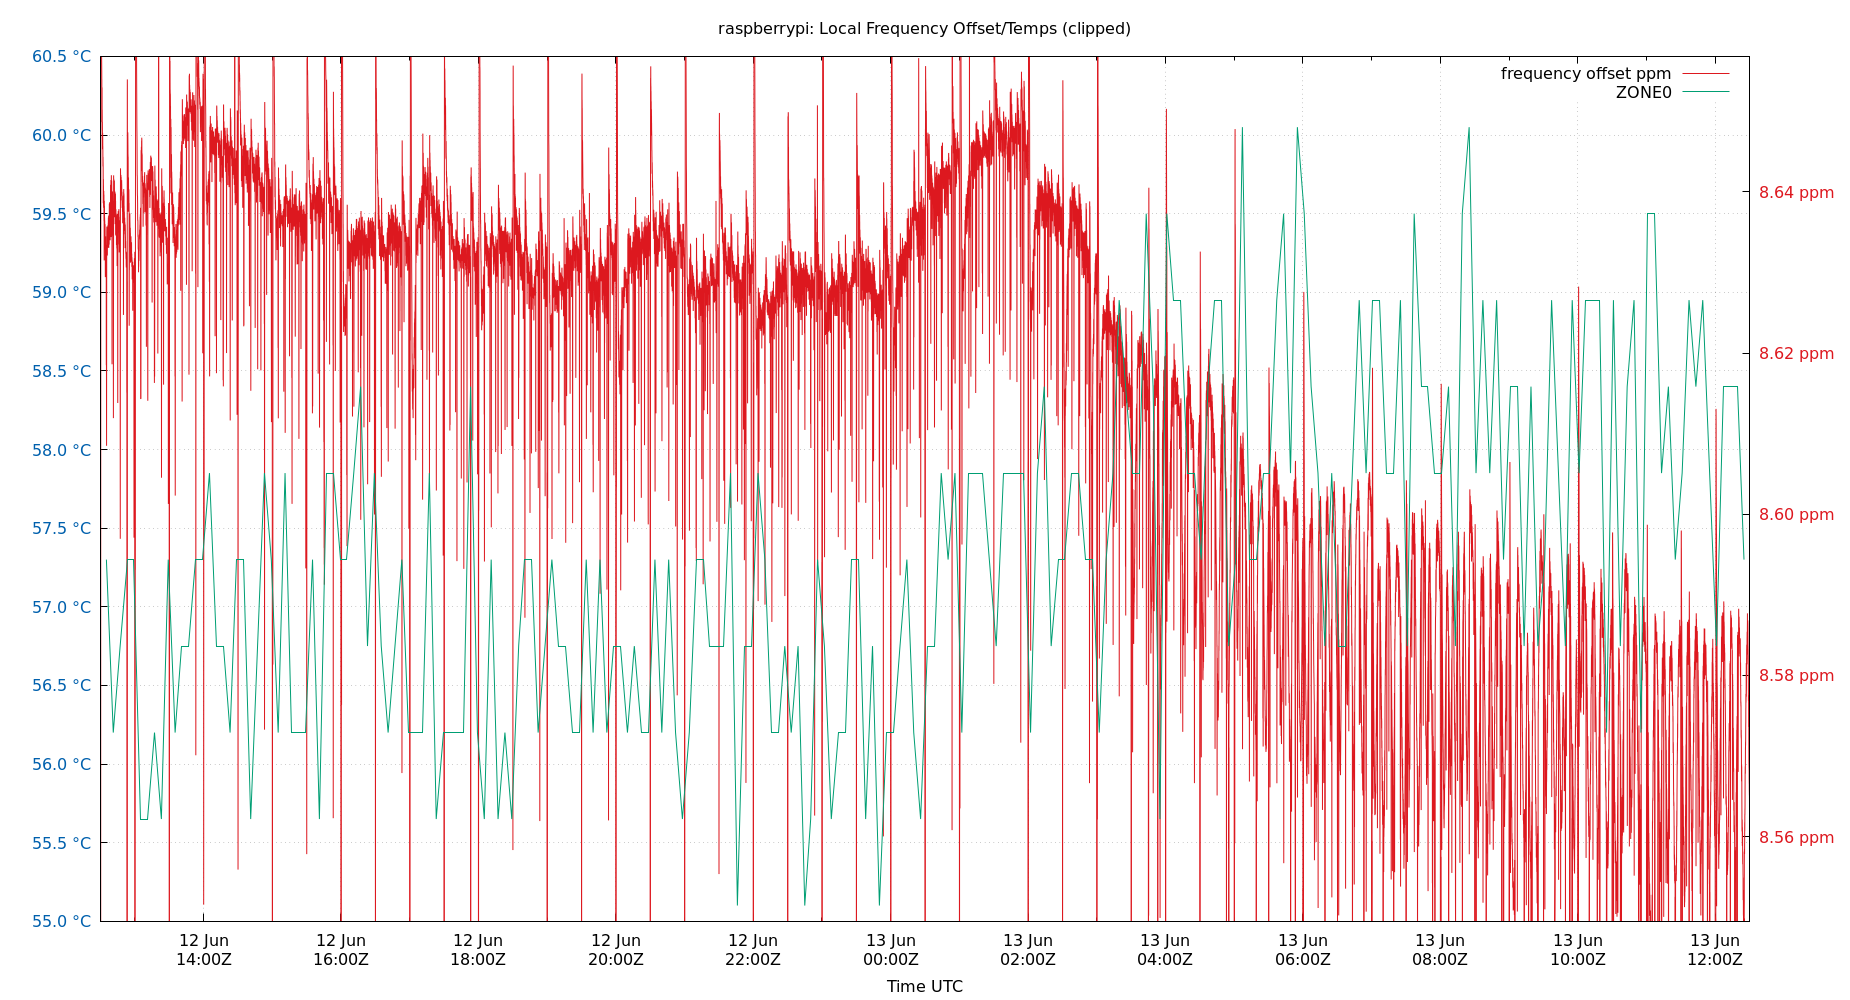 raspberrypi: Local Frequency Offset/Temps (clipped)
frequency offset ppm
ZONE0
60.5 °C
60.0 °C
59.5 °C
59.0 °C
58.5 °C
58.0 °C
57.5 °C
57.0 °C
56.5 °C
56.0 °C
55.5 °C
55.0 °C
8.64 ppm
8.62 ppm
8.60 ppm
8.58 ppm
8.56 ppm
12 Jun 12 Jun 12 Jun 12 Jun 12 Jun 13 Jun 13 Jun 13 Jun 13 Jun 13 Jun 13 Jun 13 Jun
14:00Z 16:00Z 18:00Z 20:00Z 22:00Z 00:00Z 02:00Z 04:00Z 06:00Z 08:00Z 10:00Z 12:00Z
Time UTC